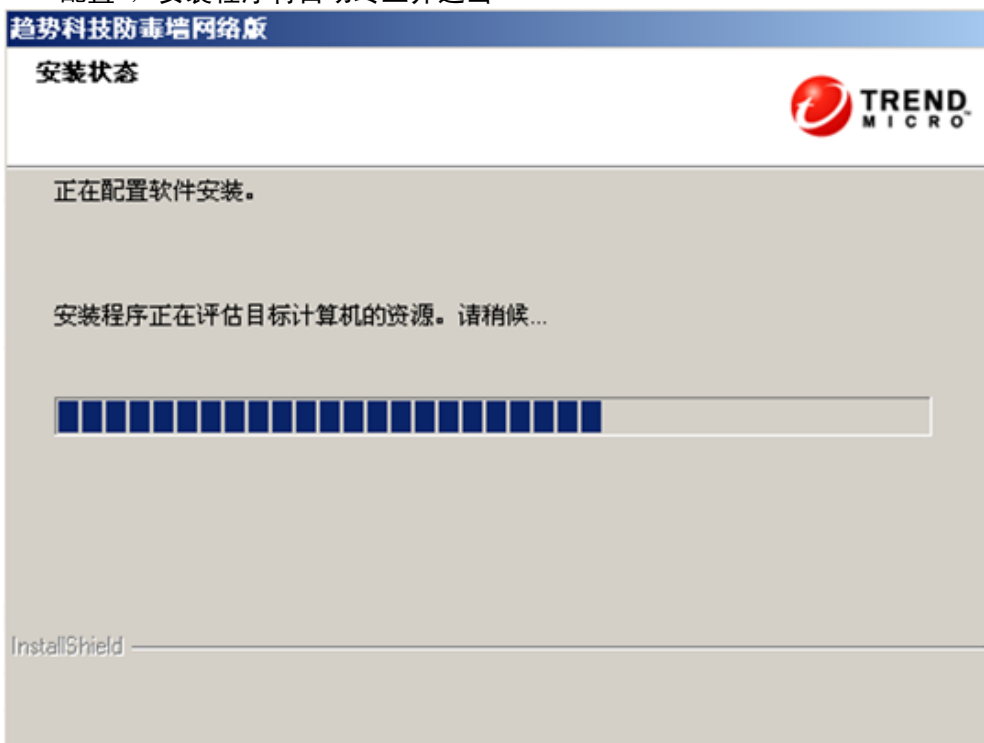 趋势科技防毒墙网络版
安装状态
TREND
MICRO
正在配置软件安装。
安装程序正在评估目标计算机的资源。请稍候...
InstallShield